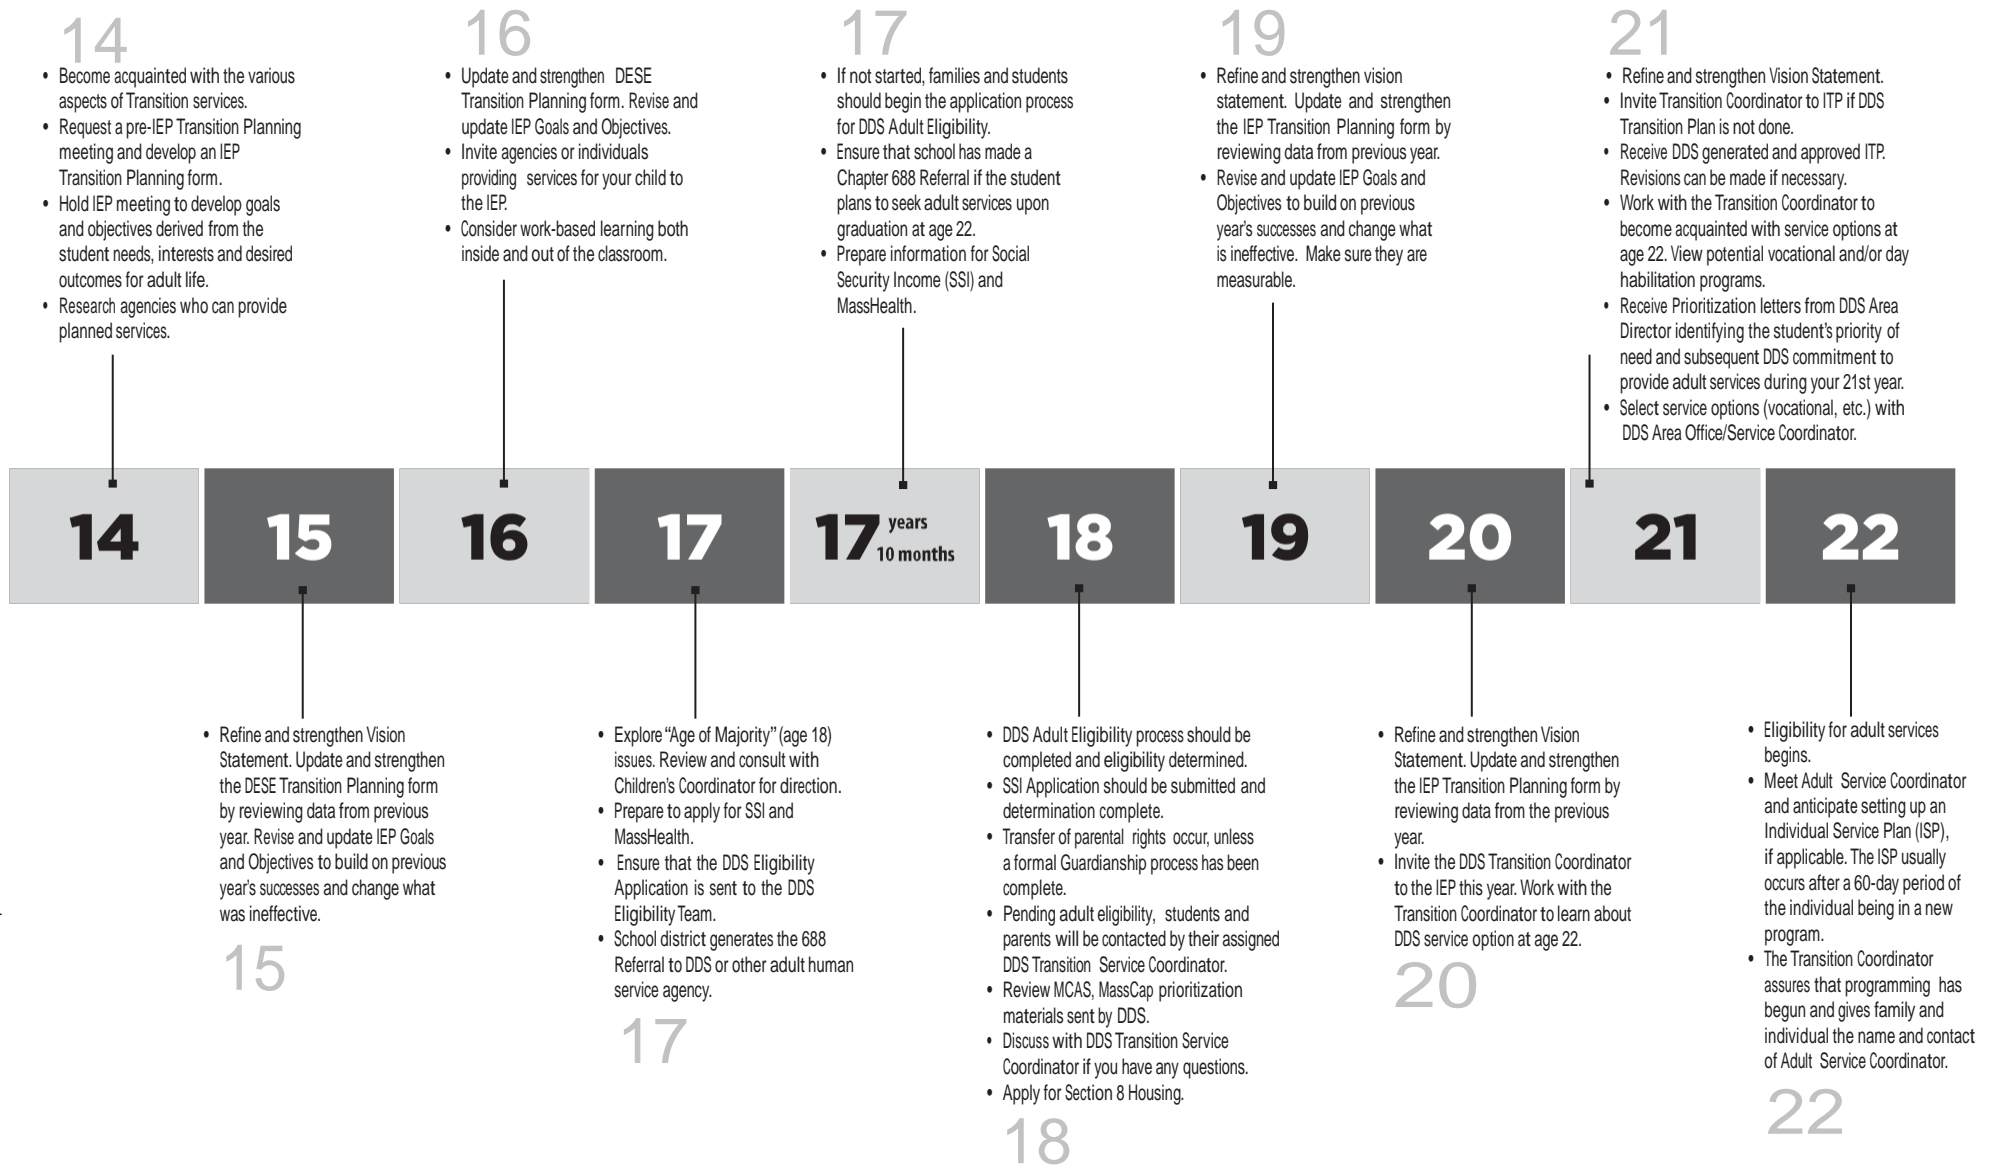 14
• Become acquainted with the various
aspects of Transition services.
• Request a pre-IEP Transition Planning
meeting and develop an IEP
Transition Planning form.
• Hold IEP meeting to develop goals
and objectives derived from the
student needs, interests and desired
outcomes for adult life.
• Research agencies who can provide
planned services.
16
• Update and strengthen DESE
Transition Planning form. Revise and
update IEP Goals and Objectives.
• Invite agencies or individuals
providing services for your child to
the IEP.
• Consider work-based learning both
inside and out of the classroom.
17
• If not started, families and students
should begin the application process
for DDS Adult Eligibility.
• Ensure that school has made a
Chapter 688 Referral if the student
plans to seek adult services upon
graduation at age 22.
• Prepare information for Social
Security Income (SSI) and
MassHealth.
19
• Refine and strengthen vision
statement. Update and strengthen
the IEP Transition Planning form by
reviewing data from previous year.
• Revise and update IEP Goals and
Objectives to build on previous
year's successes and change what
is ineffective. Make sure they are
measurable.
21
• Refine and strengthen Vision Statement.
• Invite Transition Coordinator to ITP if DDS
Transition Plan is not done.
• Receive DDS generated and approved ITP.
Revisions can be made if necessary.
• Work with the Transition Coordinator to
become acquainted with service options at
age 22. View potential vocational and/or day
habilitation programs.
• Receive Prioritization letters from DDS Area
Director identifying the student's priority of
need and subsequent DDS commitment to
provide adult services during your 21st year.
• Select service options (vocational, etc.) with
DDS Area Office/Service Coordinator.
14
15
16
17
17 years
10 months
18
19
20
21
22
• Refine and strengthen Vision
Statement. Update and strengthen
the DESE Transition Planning form
by reviewing data from previous
year. Revise and update IEP Goals
and Objectives to build on previous
year's successes and change what
was ineffective.
15
• Explore “Age of Majority” (age 18)
issues. Review and consult with
Children's Coordinator for direction.
• Prepare to apply for SSI and
MassHealth.
• Ensure that the DDS Eligibility
Application is sent to the DDS
Eligibility Team.
• School district generates the 688
Referral to DDS or other adult human
service agency.
17
• DDS Adult Eligibility process should be
completed and eligibility determined.
• SSI Application should be submitted and
determination complete.
• Transfer of parental rights occur, unless
a formal Guardianship process has been
complete.
• Pending adult eligibility, students and
parents will be contacted by their assigned
DDS Transition Service Coordinator.
• Review MCAS, MassCap prioritization
materials sent by DDS.
• Discuss with DDS Transition Service
Coordinator if you have any questions.
• Apply for Section 8 Housing.
18
• Refine and strengthen Vision
Statement. Update and strengthen
the IEP Transition Planning form by
reviewing data from the previous
year.
• Invite the DDS Transition Coordinator
to the IEP this year. Work with the
Transition Coordinator to learn about
DDS service option at age 22.
20
• Eligibility for adult services
begins.
• Meet Adult Service Coordinator
and anticipate setting up an
Individual Service Plan (ISP),
if applicable. The ISP usually
occurs after a 60-day period of
the individual being in a new
program.
• The Transition Coordinator
assures that programming has
begun and gives family and
individual the name and contact
of Adult Service Coordinator.
22